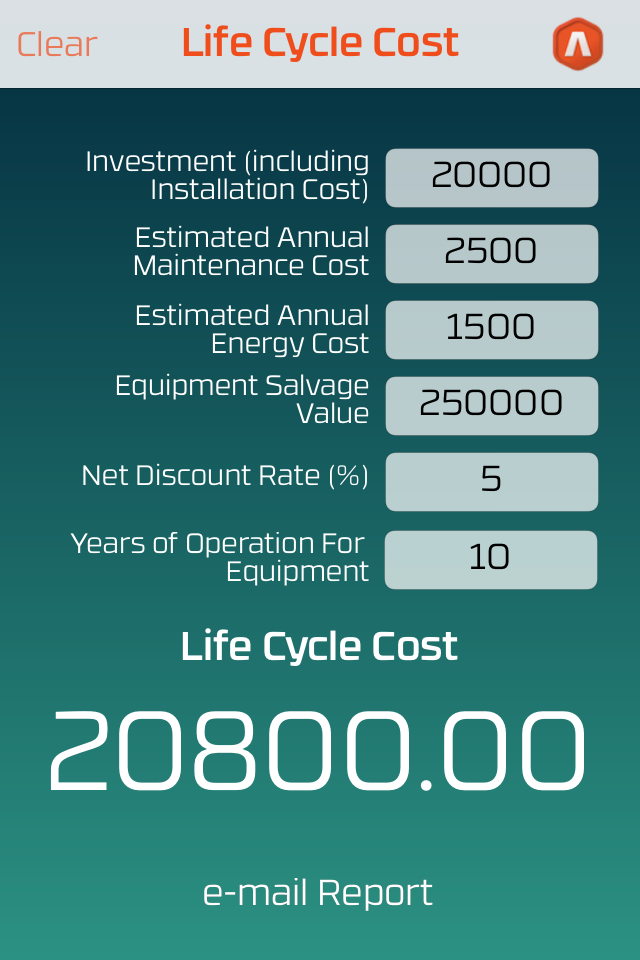 Clear
Life Cycle Cost
Investment (including
Installation Cost)
20000
Estimated Annual
Maintenance Cost
2500
Estimated Annual
Energy Cost
1500
Equipment Salvage
Value
250000
Net Discount Rate (%)
5
Years of Operation For
Equipment
10
Life Cycle Cost
20800.00
e-mail Report